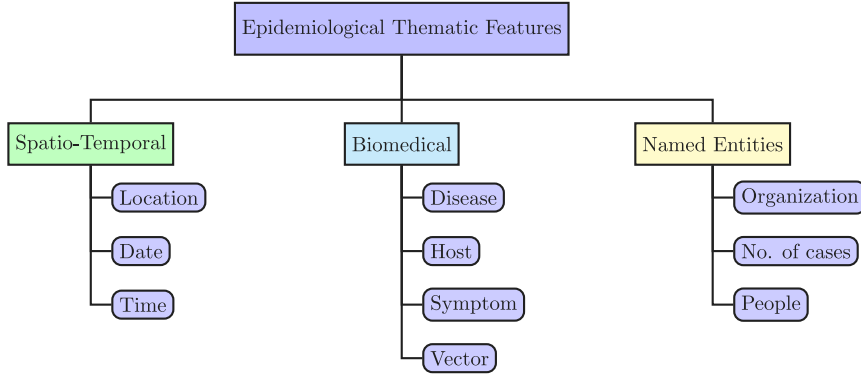 Epidemiological Thematic Features
Spatio-Temporal
Location
Date
Time
Biomedical
Disease
Host
Symptom
Vector
Named Entities
Organization
No. of cases
People